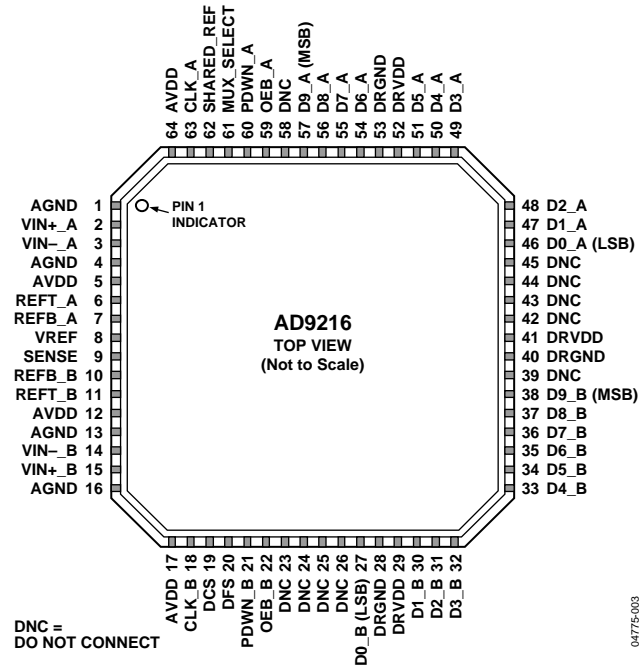 64 AVDD
63 CLK_A
62 SHARED_REF
61 MUX_SELECT
60 PDWN_A
59 OEB_A
58 DNC
57 D9_A (MSB)
56 D8_A
55 D7_A
54 D6_A
53 DRGND
52 DRVDD
51 D5_A
50 D4_A
49 D3_A
AGND 1
VIN+_A 2
VIN–_A 3
AGND 4
AVDD 5
REFT_A 6
REFB_A 7
VREF 8
SENSE 9
REFB_B 10
REFT_B 11
AVDD 12
AGND 13
VIN–_B 14
VIN+_B 15
AGND 16
PIN 1
INDICATOR
AD9216
TOP VIEW
(Not to Scale)
48 D2_A
47 D1_A
46 D0_A (LSB)
45 DNC
44 DNC
43 DNC
42 DNC
41 DRVDD
40 DRGND
39 DNC
38 D9_B (MSB)
37 D8_B
36 D7_B
35 D6_B
34 D5_B
33 D4_B
AVDD 17
CLK_B 18
DCS 19
DFS 20
PDWN_B 21
OEB_B 22
DNC 23
DNC 24
DNC 25
DNC 26
D0_B (LSB) 27
DRGND 28
DRVDD 29
D1_B 30
D2_B 31
D3_B 32
DNC =
DO NOT CONNECT
04775-003